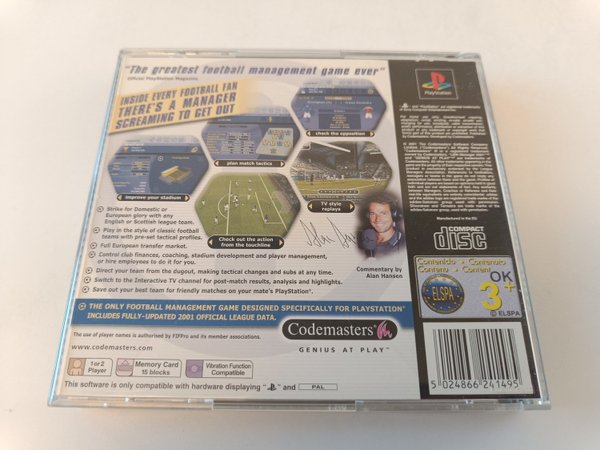 "The greatest football management game ever"
Official PlayStation Magazine
INSIDE EVERY FOOTBALL FAN
THERE'S A MANAGER
SCREAMING TO GET OUT
check the opposition
plan match tactics
improve your stadium
Check out the action
from the touchline
TV style
replays
Strike for Domestic or
European glory with any
English or Scottish league team.
Play in the style of classic football
teams with pre-set tactical profiles.
Full European transfer market.
Control club finances, coaching, stadium development and player management,
or hire employees to do it for you.
Direct your team from the dugout, making tactical changes and subs at any time.
Switch to the Interactive TV channel for post-match results, analysis and highlights.
Save out your best team for friendly matches on your mate's PlayStation®.
Commentary by
Alan Hansen
THE ONLY FOOTBALL MANAGEMENT GAME DESIGNED SPECIFICALLY FOR PLAYSTATION®
INCLUDES FULLY-UPDATED 2001 OFFICIAL LEAGUE DATA.
The use of player names is authorised by FIFPro and its member associations.
www.codemasters.com
Codemasters
GENIUS AT PLAY™
1 or 2
Player
Memory Card
15 blocks
Vibration Function
Compatible
This software is only compatible with hardware displaying "PS" and PAL
PlayStation
COMPACT
disc
Contenido • Contenuto
Contenu • Content
ELSPA
OK
3+
© ELSPA
5 024866 241495